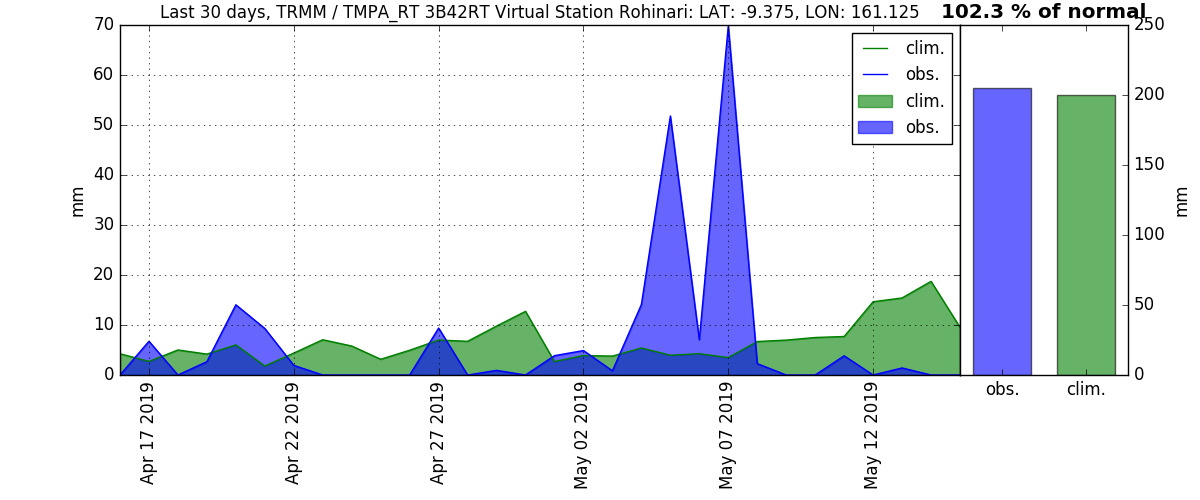 Last 30 days, TRMM / TMPA_RT 3B42RT Virtual Station Rohinari: LAT: -9.375, LON: 161.125
102.3 % of normal
70
60
50
40
30
20
10
0
mm
clim.
obs.
clim.
obs.
250
200
150
100
50
0
mm
obs.
clim.
Apr 17 2019
Apr 22 2019
Apr 27 2019
May 02 2019
May 07 2019
May 12 2019